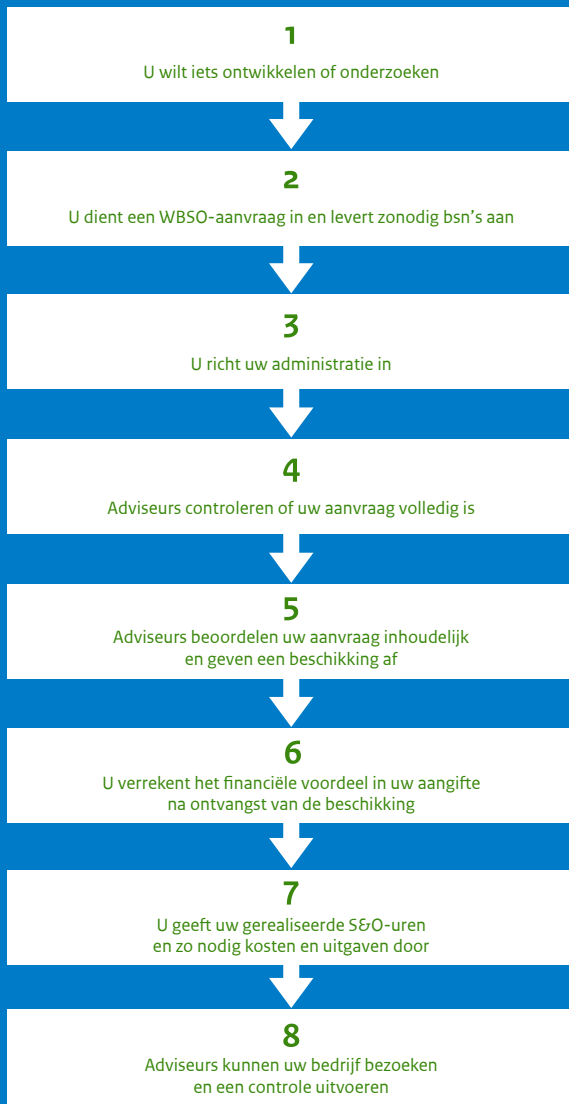 1
U wilt iets ontwikkelen of onderzoeken
2
U dient een WBSO-aanvraag in en levert zonodig bsn's aan
3
U richt uw administratie in
4
Adviseurs controleren of uw aanvraag volledig is
5
Adviseurs beoordelen uw aanvraag inhoudelijk
en geven een beschikking af
6
U verrekent het financiële voordeel in uw aangifte
na ontvangst van de beschikking
7
U geeft uw gerealiseerde S&O-uren
en zo nodig kosten en uitgaven door
8
Adviseurs kunnen uw bedrijf bezoeken
en een controle uitvoeren